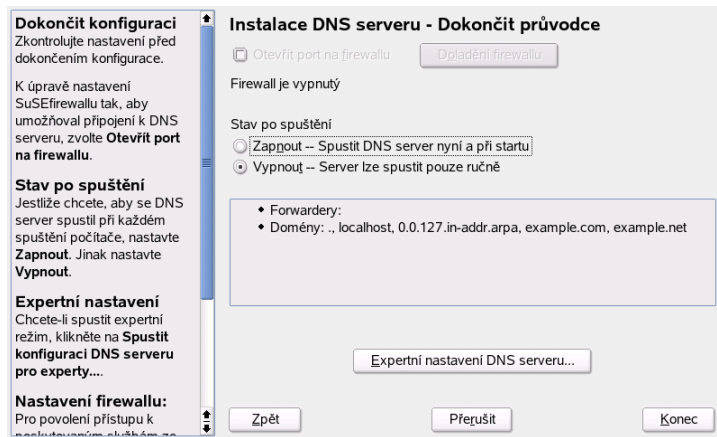 Dokončit konfiguraci
Zkontrolujte nastavení před
dokončením konfigurace.
K úpravě nastavení
SuSEfirewallu tak, aby
umožňoval připojení k DNS
serveru, zvolte Otevřít port
na firewallu.
Stav po spuštění
Jestliže chcete, aby se DNS
server spustil při každém
spuštění počítače, nastavte
Zapnout. Jinak nastavte
Vypnout.
Expertní nastavení
Chcete-li spustit expertní
režim, klikněte na Spustit
konfiguraci DNS serveru
pro experty....
Nastavení firewallu:
Pro povolení přístupu k
Instalace DNS serveru - Dokončit průvodce
Otevřít port na firewallu
Doladění firewallu
Firewall je vypnutý
Stav po spuštění
Zapnout -- Spustit DNS server nyní a při startu
Vypnout -- Server lze spustit pouze ručně
Forwardery:
Domény: ., localhost, 0.0.127.in-addr.arpa, example.com, example.net
Expertní nastavení DNS serveru...
Zpět
Přerušit
Konec